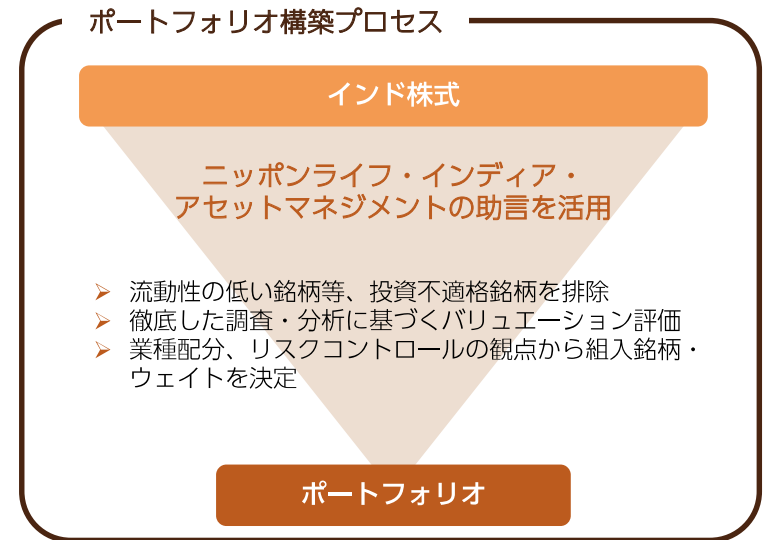 ポートフォリオ構築プロセス
インド株式
ニッポンライフ・インディア・
アセットマネジメントの助言を活用
➢ 流動性の低い銘柄等、投資不適格銘柄を排除
➢ 徹底した調査・分析に基づくバリュエーション評価
➢ 業種配分、リスクコントロールの観点から組入銘柄・
ウェイトを決定
ポートフォリオ